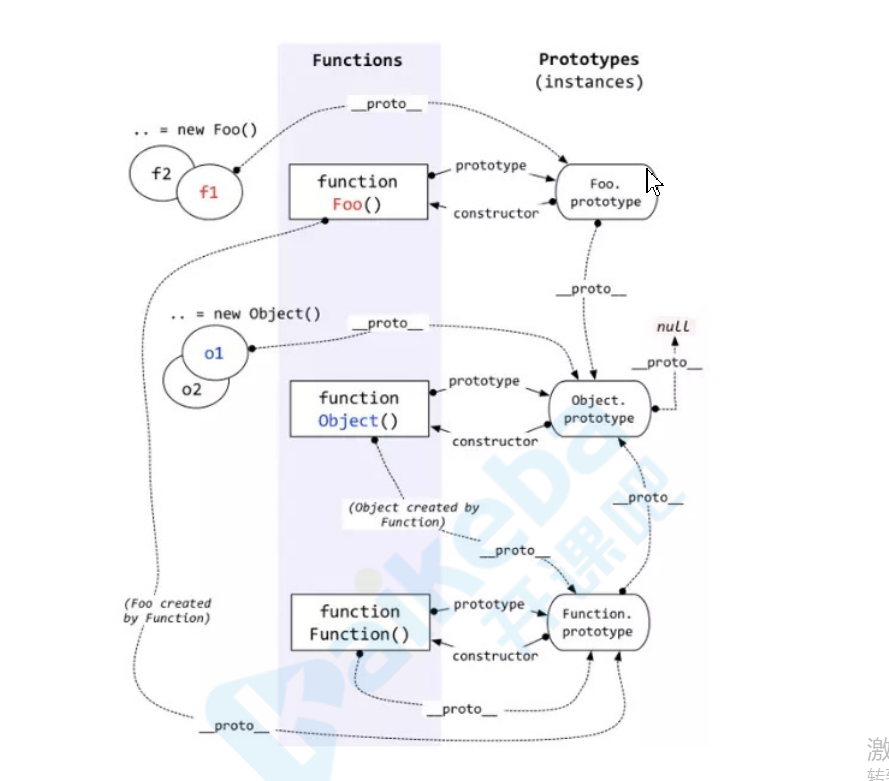 Functions
Prototypes
(instances)
__proto__
.. = new Foo()
f2
f1
function
Foo()
prototype
constructor
Foo.
prototype
__proto__
.. = new Object()
o1
o2
__proto__
null
__proto__
function
Object()
prototype
constructor
Object.
prototype
(Object created by
Function)
__proto__
__proto__
(Foo created
by Function)
function
Function()
prototype
constructor
Function.
prototype
__proto__
__proto__
Kaikeba
开课吧
激
转到